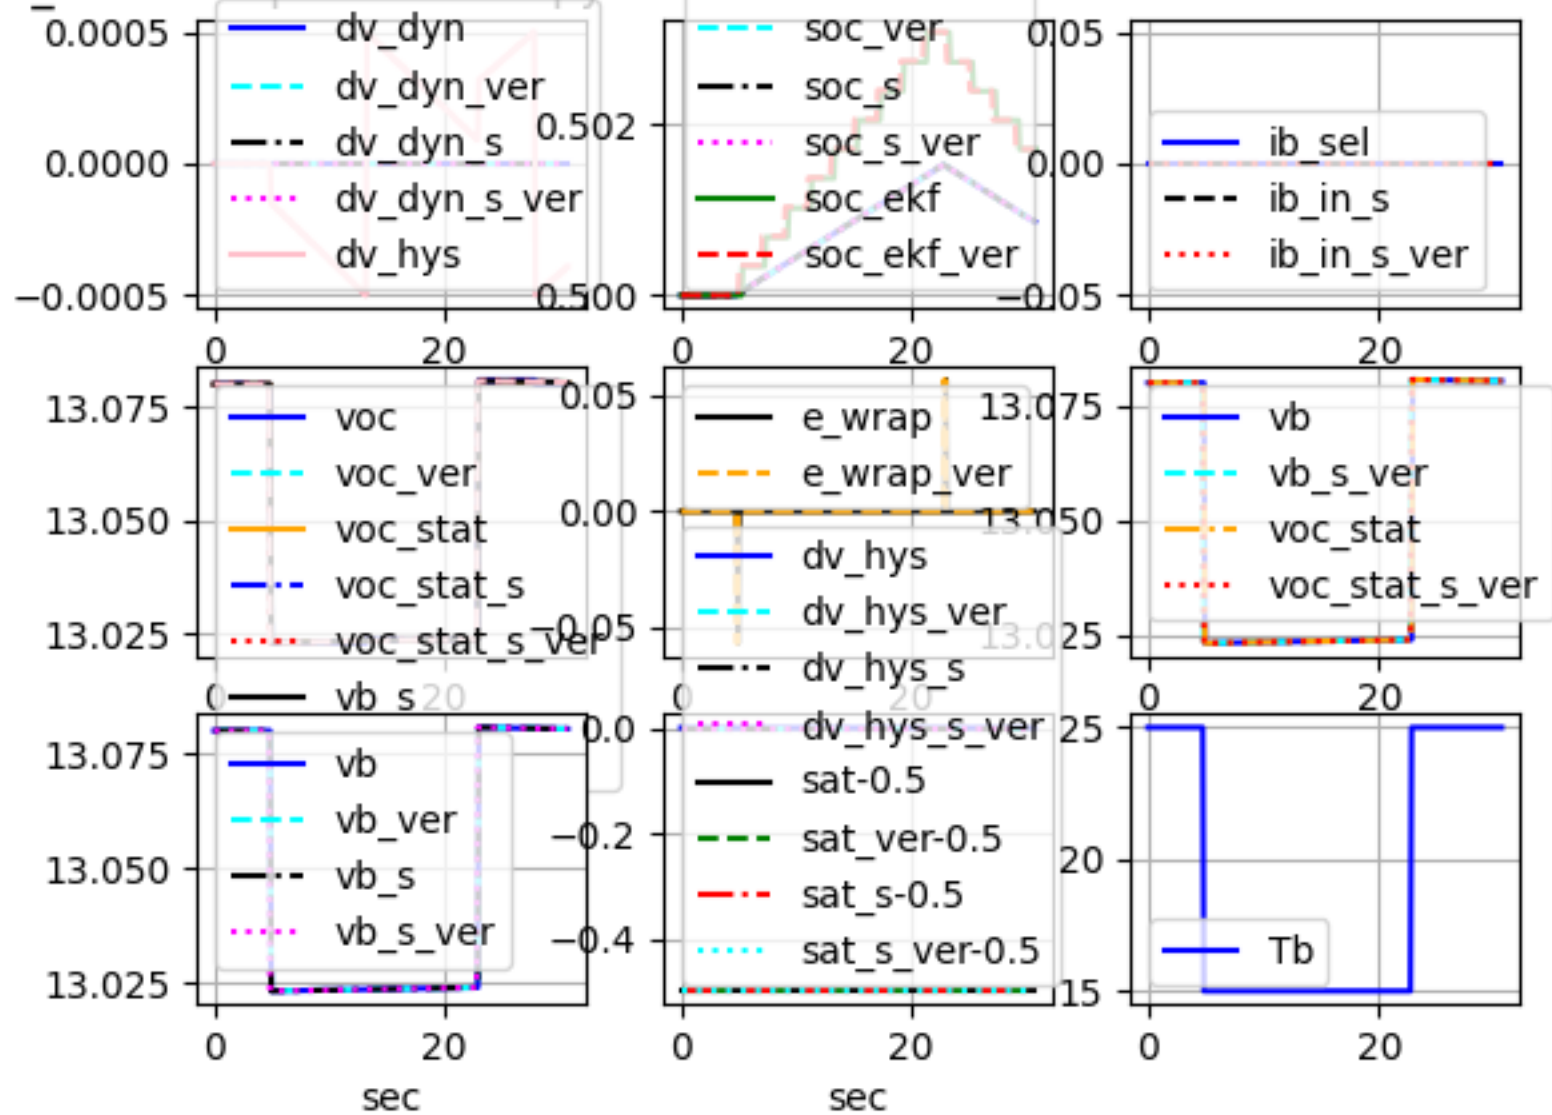 0.0005
0.0000
−0.0005
dv_dyn
dv_dyn_ver
dv_dyn_s
dv_dyn_s_ver
dv_hys
0 20
0.502
0.500
soc_ver
soc_s
soc_s_ver
soc_ekf
soc_ekf_ver
0 20
0.05
0.00
−0.05
ib_sel
ib_in_s
ib_in_s_ver
0 20
13.075
13.050
13.025
voc
voc_ver
voc_stat
voc_stat_s
voc_stat_s_ver
vb_s
0 20
0.05
0.00
−0.05
e_wrap
e_wrap_ver
dv_hys
dv_hys_ver
dv_hys_s
dv_hys_s_ver
0 20
13.075
13.050
13.025
vb
vb_s_ver
voc_stat
voc_stat_s_ver
0 20
13.075
13.050
13.025
vb
vb_ver
vb_s
vb_s_ver
0 20
sec
0.0
−0.2
−0.4
sat-0.5
sat_ver-0.5
sat_s-0.5
sat_s_ver-0.5
0 20
sec
25
20
15
Tb
0 20